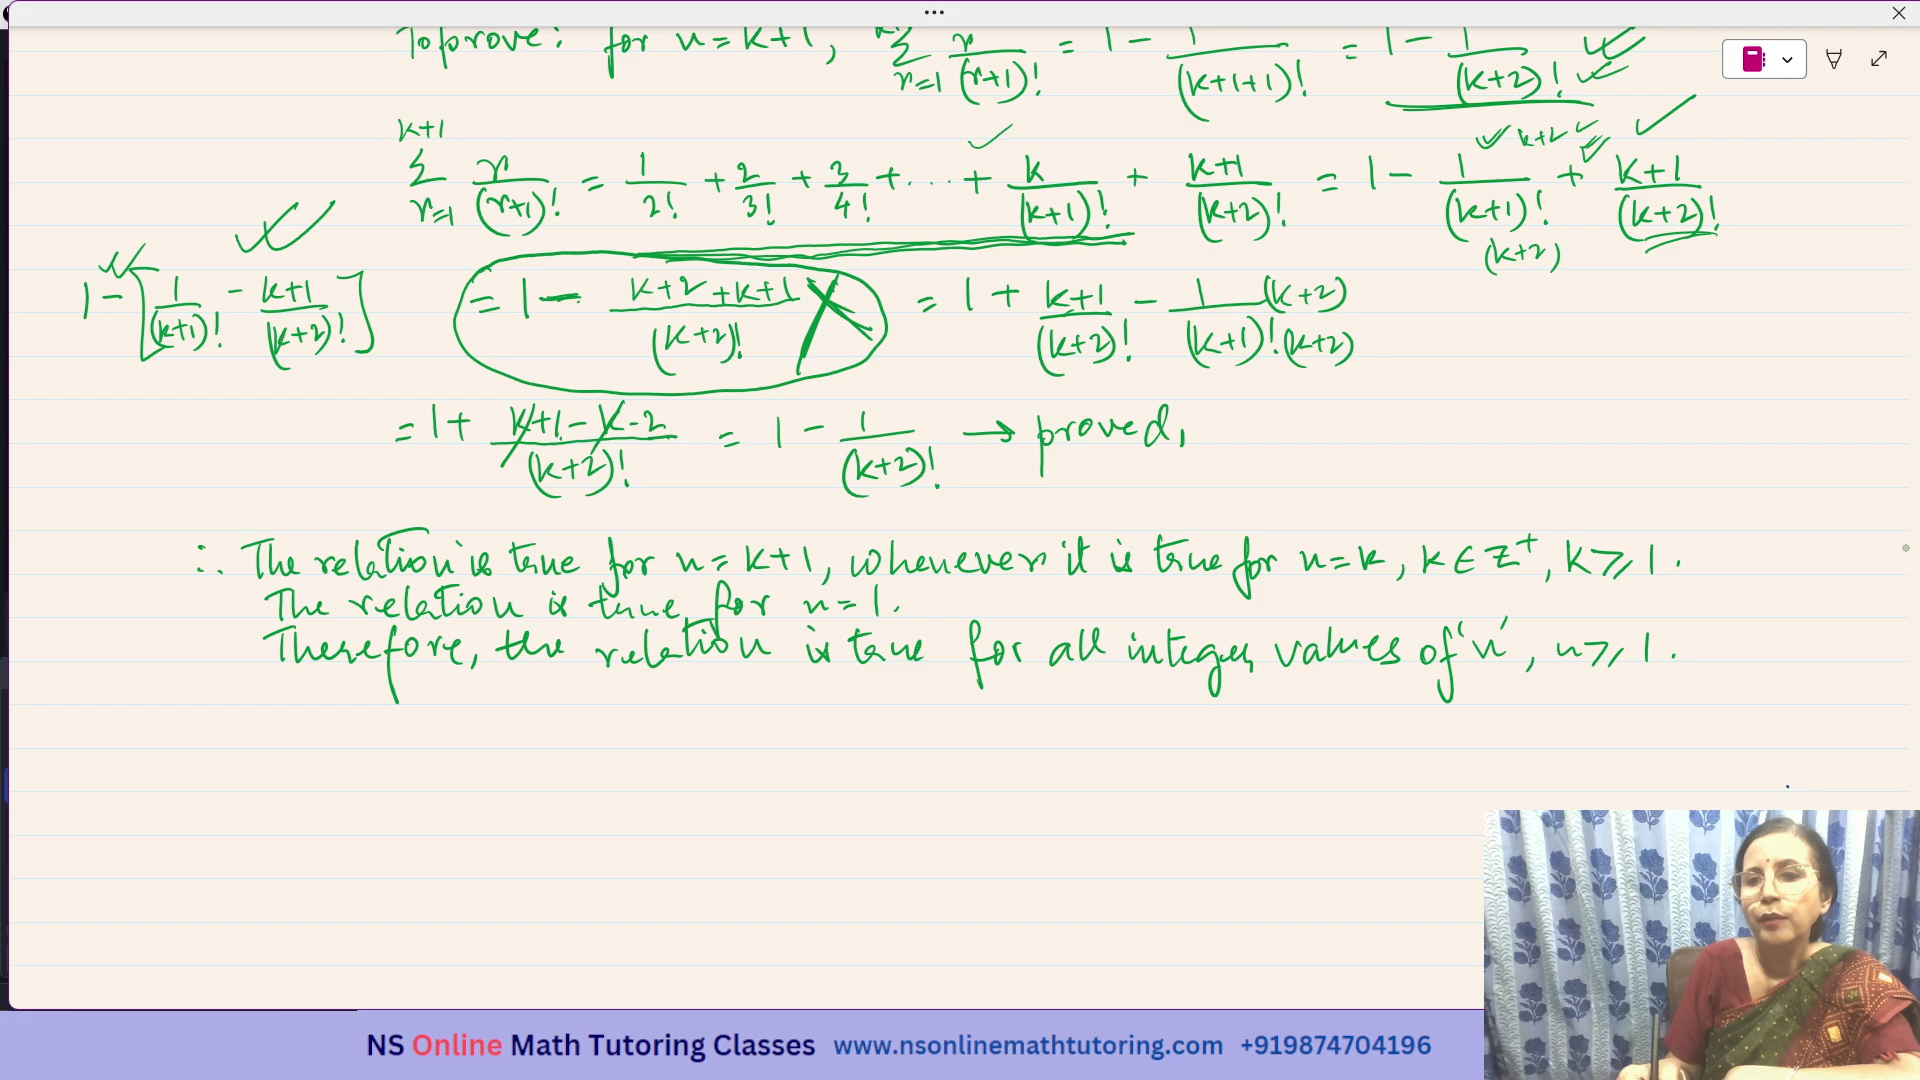 To prove: for n = k+1, Σ r=1 r/(r+1)! = 1 - 1/(k+1+1)! = 1 - 1/(k+2)!
k+1 Σ r=1 r/(r+1)! = 1/2! + 2/3! + 3/4! + ... + k/(k+1)! + (k+1)/(k+2)! = 1 - 1/(k+1)! + (k+1)/(k+2)!
k+2
(k+2)
1 - [1/(k+1)! - (k+1)/(k+2)!]
= 1 - (k+2+k+1)/(k+2)! = 1 + (k+1)/(k+2)! - 1(k+2)/(k+1)!(k+2)
= 1 + (k+1-k-2)/(k+2)! = 1 - 1/(k+2)! → proved,
∴ The relation is true for n = k+1, whenever it is true for n = k, k ∈ Z⁺, k ⩾ 1.
The relation is true for n = 1.
Therefore, the relation is true for all integer values of 'n', n ⩾ 1.
NS Online Math Tutoring Classes www.nsonlinemathtutoring.com +919874704196